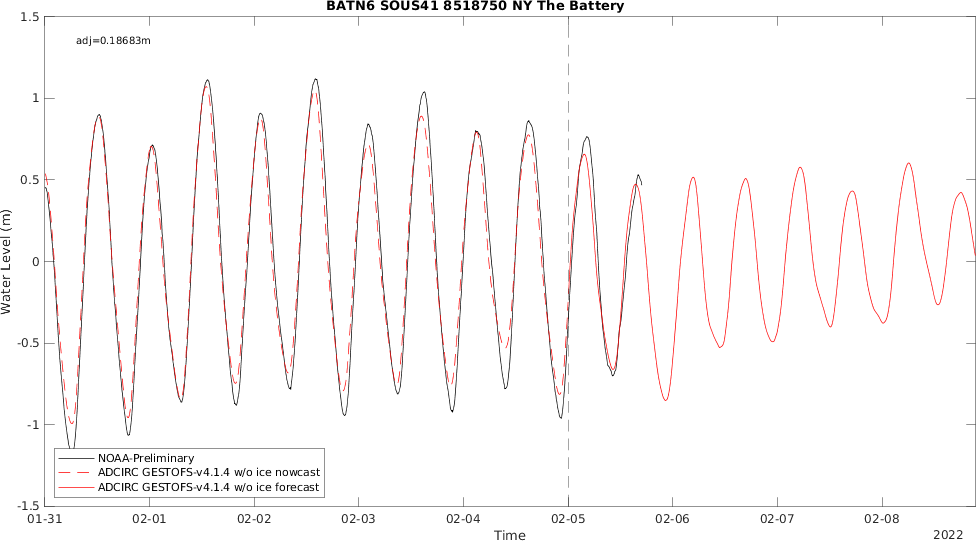 BATN6 SOUS41 8518750 NY The Battery
adj=0.18683m
1.5
1
0.5
0
-0.5
-1
-1.5
Water Level (m)
NOAA-Preliminary
ADCIRC GESTOFS-v4.1.4 w/o ice nowcast
ADCIRC GESTOFS-v4.1.4 w/o ice forecast
01-31 02-01 02-02 02-03 02-04 02-05 02-06 02-07 02-08
Time
2022